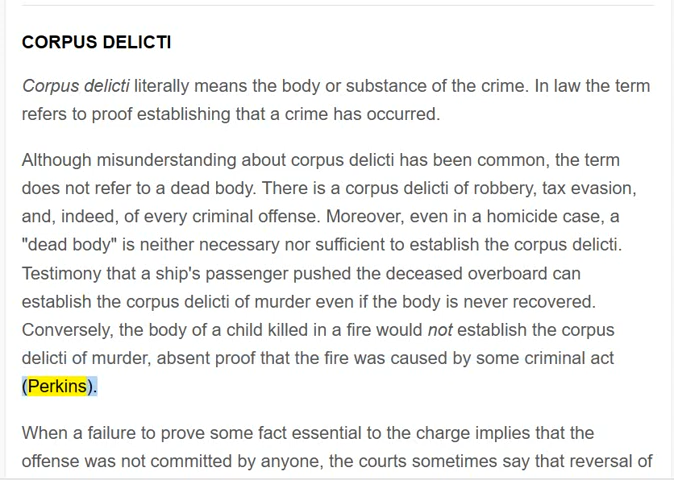 CORPUS DELICTI
Corpus delicti literally means the body or substance of the crime. In law the term
refers to proof establishing that a crime has occurred.
Although misunderstanding about corpus delicti has been common, the term
does not refer to a dead body. There is a corpus delicti of robbery, tax evasion,
and, indeed, of every criminal offense. Moreover, even in a homicide case, a
"dead body" is neither necessary nor sufficient to establish the corpus delicti.
Testimony that a ship's passenger pushed the deceased overboard can
establish the corpus delicti of murder even if the body is never recovered.
Conversely, the body of a child killed in a fire would not establish the corpus
delicti of murder, absent proof that the fire was caused by some criminal act
(Perkins).
When a failure to prove some fact essential to the charge implies that the
offense was not committed by anyone, the courts sometimes say that reversal of